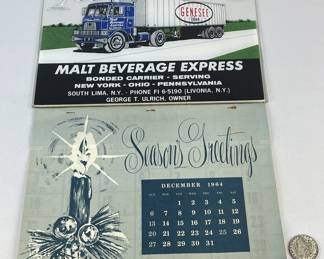 GENESEE
MALT BEVERAGE EXPRESS
BONDED CARRIER - SERVING
NEW YORK - OHIO - PENNSYLVANIA
SOUTH LIMA, N.Y. - PHONE FI 6-5190 (LIVONIA, N.Y.)
GEORGE T. ULRICH, OWNER
Season's Greetings
DECEMBER 1964
1 2 3 4 5
6 7 8 9 10 11 12
13 14 15 16 17 18 19
20 21 22 23 24 25 26
27 28 29 30 31